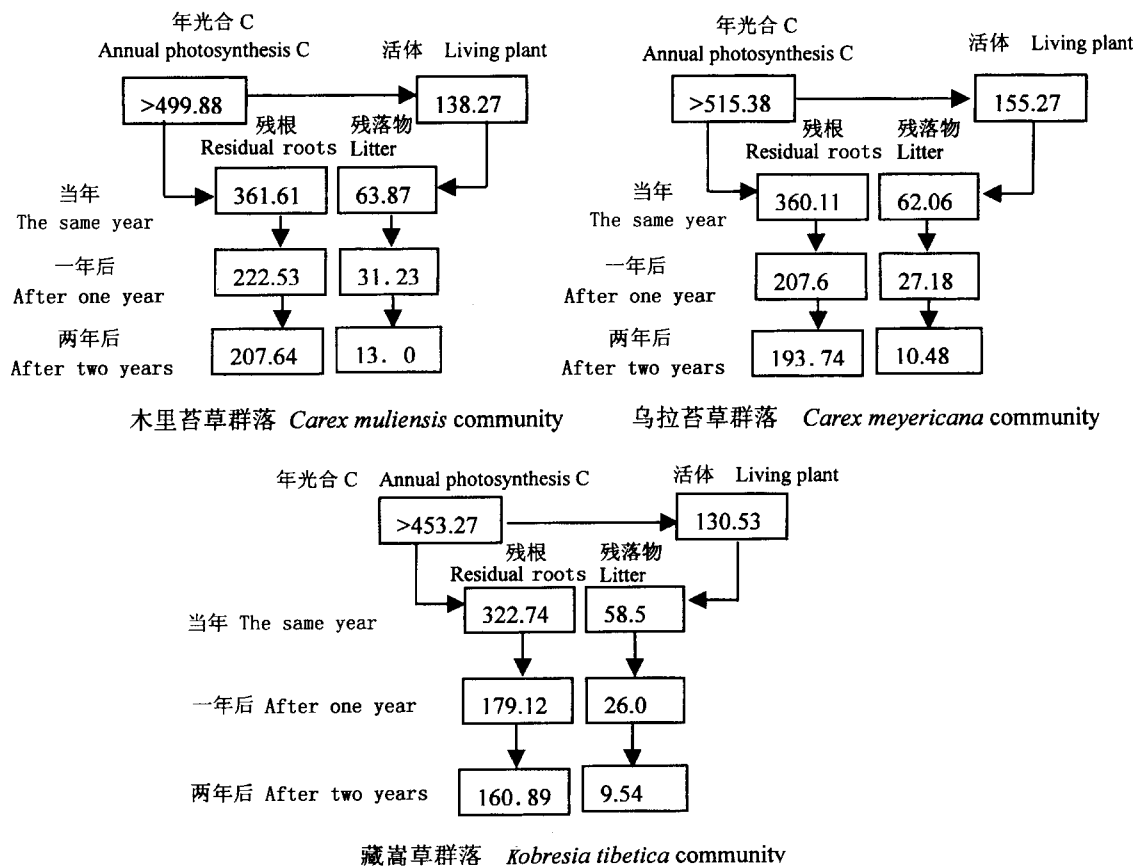 年光合 C
Annual photosynthesis C
活体 Living plant
>499.88
138.27
残根 残落物
Residual roots Litter
当年
The same year
361.61 63.87
一年后
After one year
222.53 31.23
两年后
After two years
207.64 13. 0
木里苔草群落 Carex muliensis community
年光合 C
Annual photosynthesis C
活体 Living plant
>515.38
155.27
残根 残落物
Residual roots Litter
当年
The same year
360.11 62.06
一年后
After one year
207.6 27.18
两年后
After two years
193.74 10.48
乌拉苔草群落 Carex meyericana community
年光合 C Annual photosynthesis C
活体 Living plant
>453.27
130.53
残根 残落物
Residual roots Litter
当年 The same year
322.74 58.5
一年后 After one year
179.12 26.0
两年后 After two years
160.89 9.54
藏嵩草群落 Kobresia tibetica community